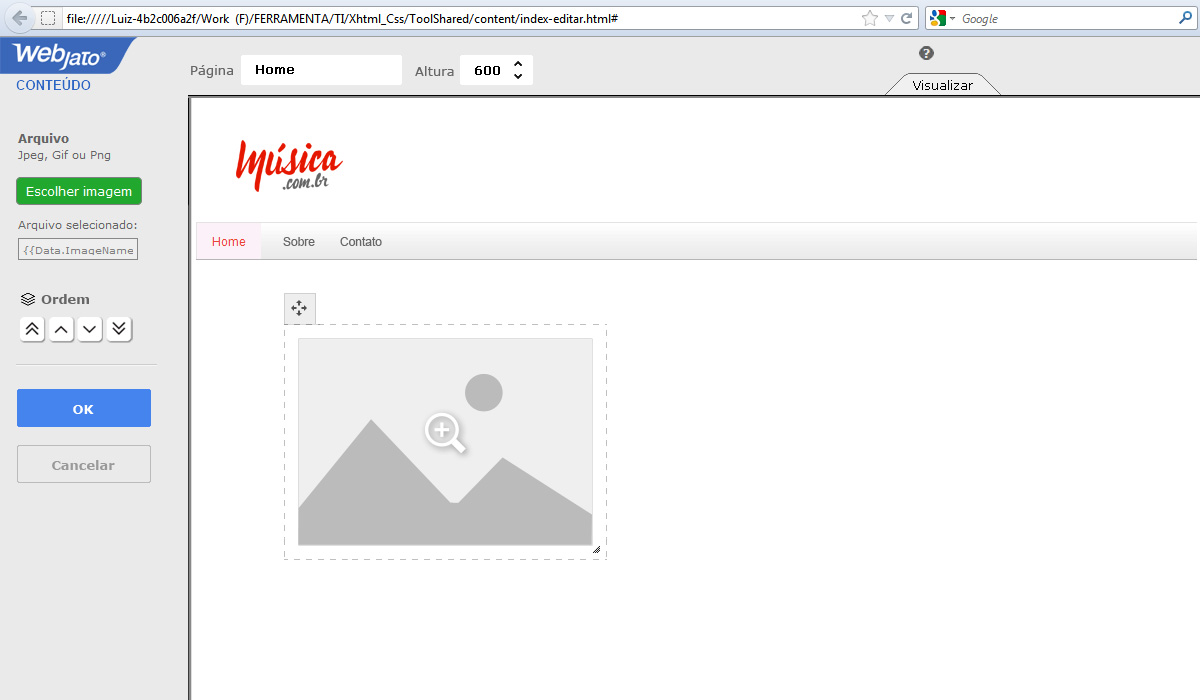 file://///Luiz-4b2c006a2f/Work (F)/FERRAMENTA/TI/Xhtml_Css/ToolShared/content/index-editar.html#
Google
WebJato®
CONTEÚDO
Página
Home
Altura
600
?
Visualizar
Arquivo
Jpeg, Gif ou Png
Escolher imagem
Arquivo selecionado:
{{Data.ImageName
Ordem
OK
Cancelar
Música
.com.br
Home
Sobre
Contato